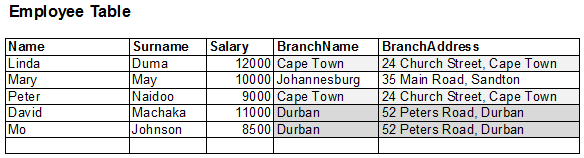 Employee Table
Name Surname Salary BranchName BranchAddress
Linda Duma 12000 Cape Town 24 Church Street, Cape Town
Mary May 10000 Johannesburg 35 Main Road, Sandton
Peter Naidoo 9000 Cape Town 24 Church Street, Cape Town
David Machaka 11000 Durban 52 Peters Road, Durban
Mo Johnson 8500 Durban 52 Peters Road, Durban